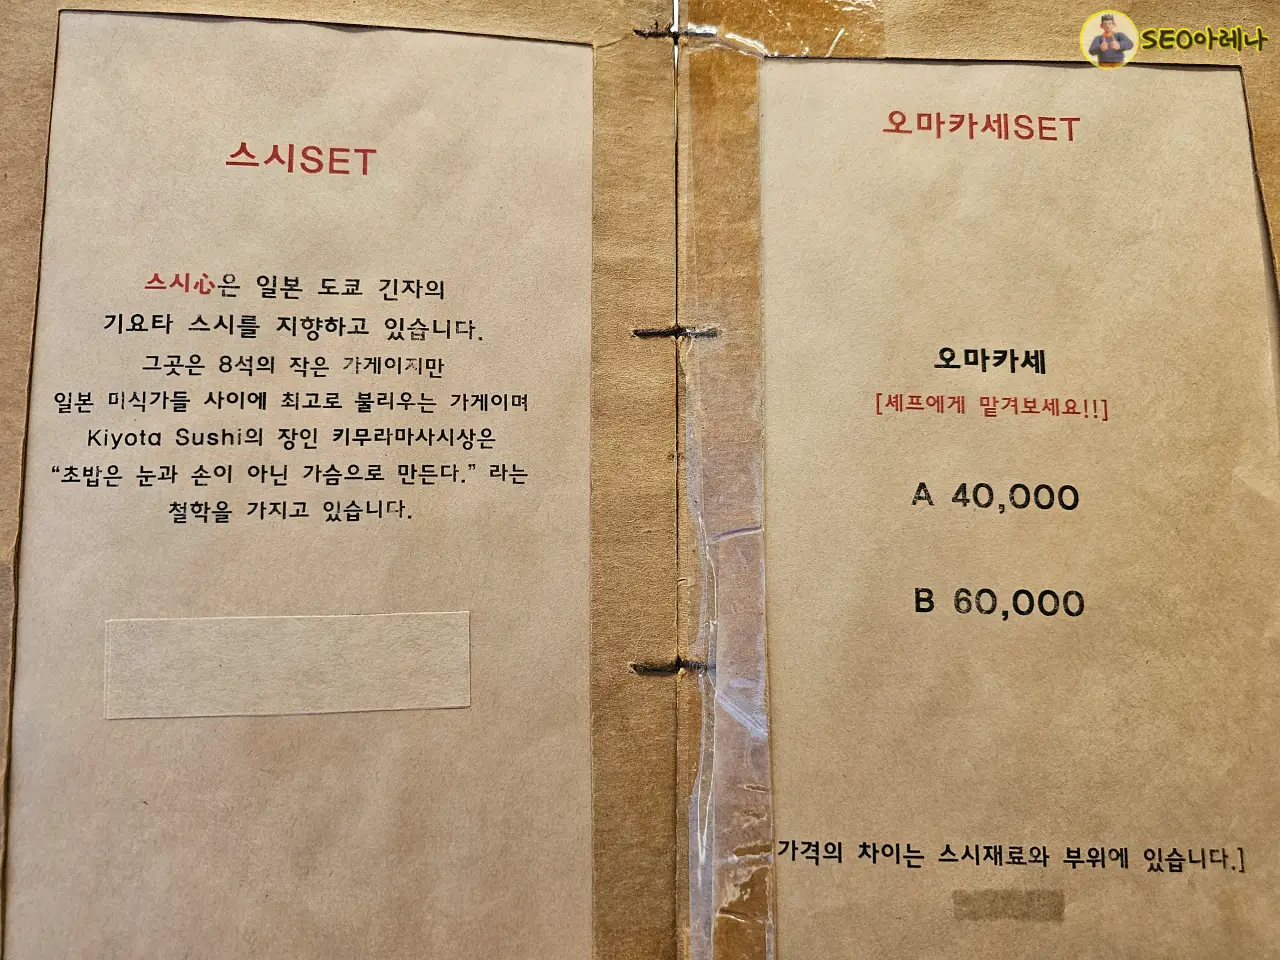 SEO아레나
스시SET
스시心은 일본 도쿄 긴자의
기요타 스시를 지향하고 있습니다.
그곳은 8석의 작은 가게이지만
일본 미식가들 사이에 최고로 불리우는 가게이며
Kiyota Sushi의 장인 키무라마사시상은
“초밥은 눈과 손이 아닌 가슴으로 만든다.” 라는
철학을 가지고 있습니다.
오마카세SET
오마카세
[셰프에게 맡겨보세요!!]
A 40,000
B 60,000
가격의 차이는 스시재료와 부위에 있습니다.]